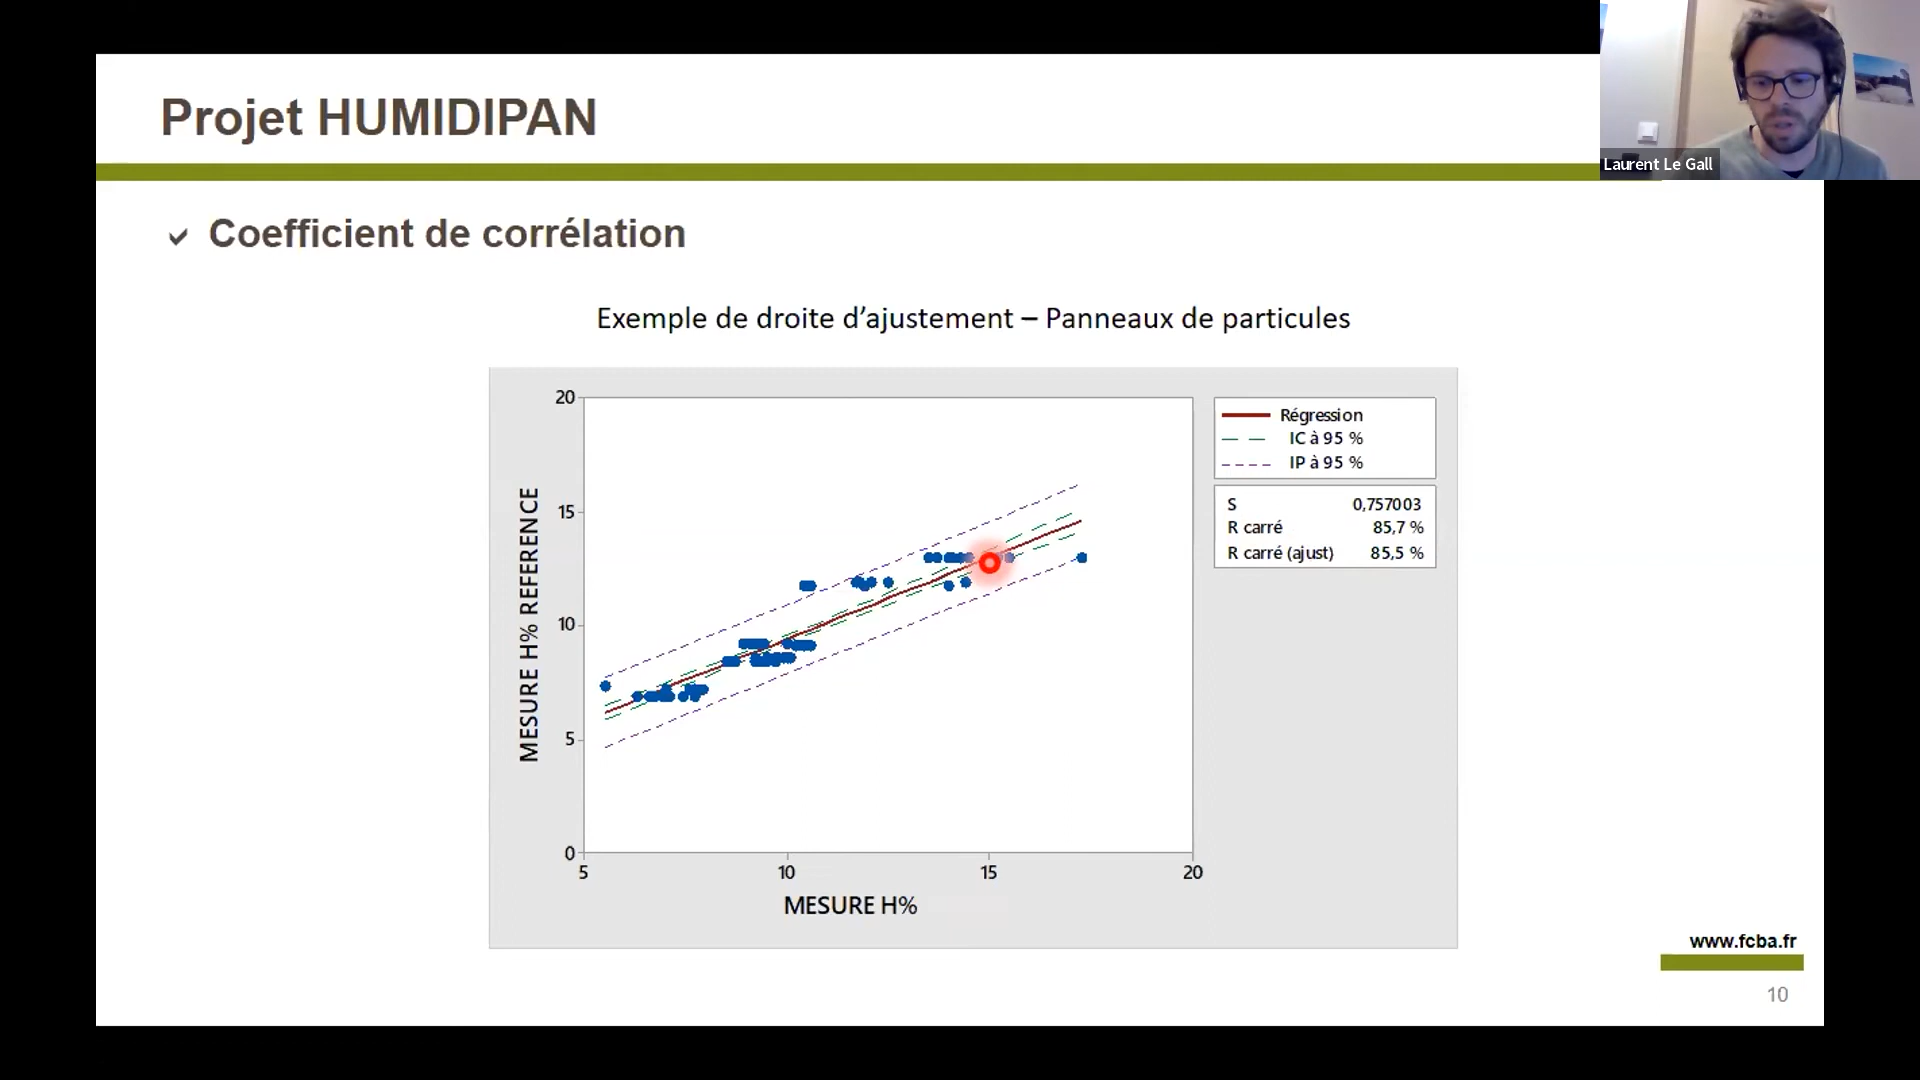 Projet HUMIDIPAN
Laurent Le Gall
Coefficient de corrélation
Exemple de droite d’ajustement – Panneaux de particules
20
15
10
5
0
MESURE H% REFERENCE
5
10
15
20
MESURE H%
Régression
IC à 95 %
IP à 95 %
S 0,757003
R carré 85,7 %
R carré (ajust) 85,5 %
www.fcba.fr
10